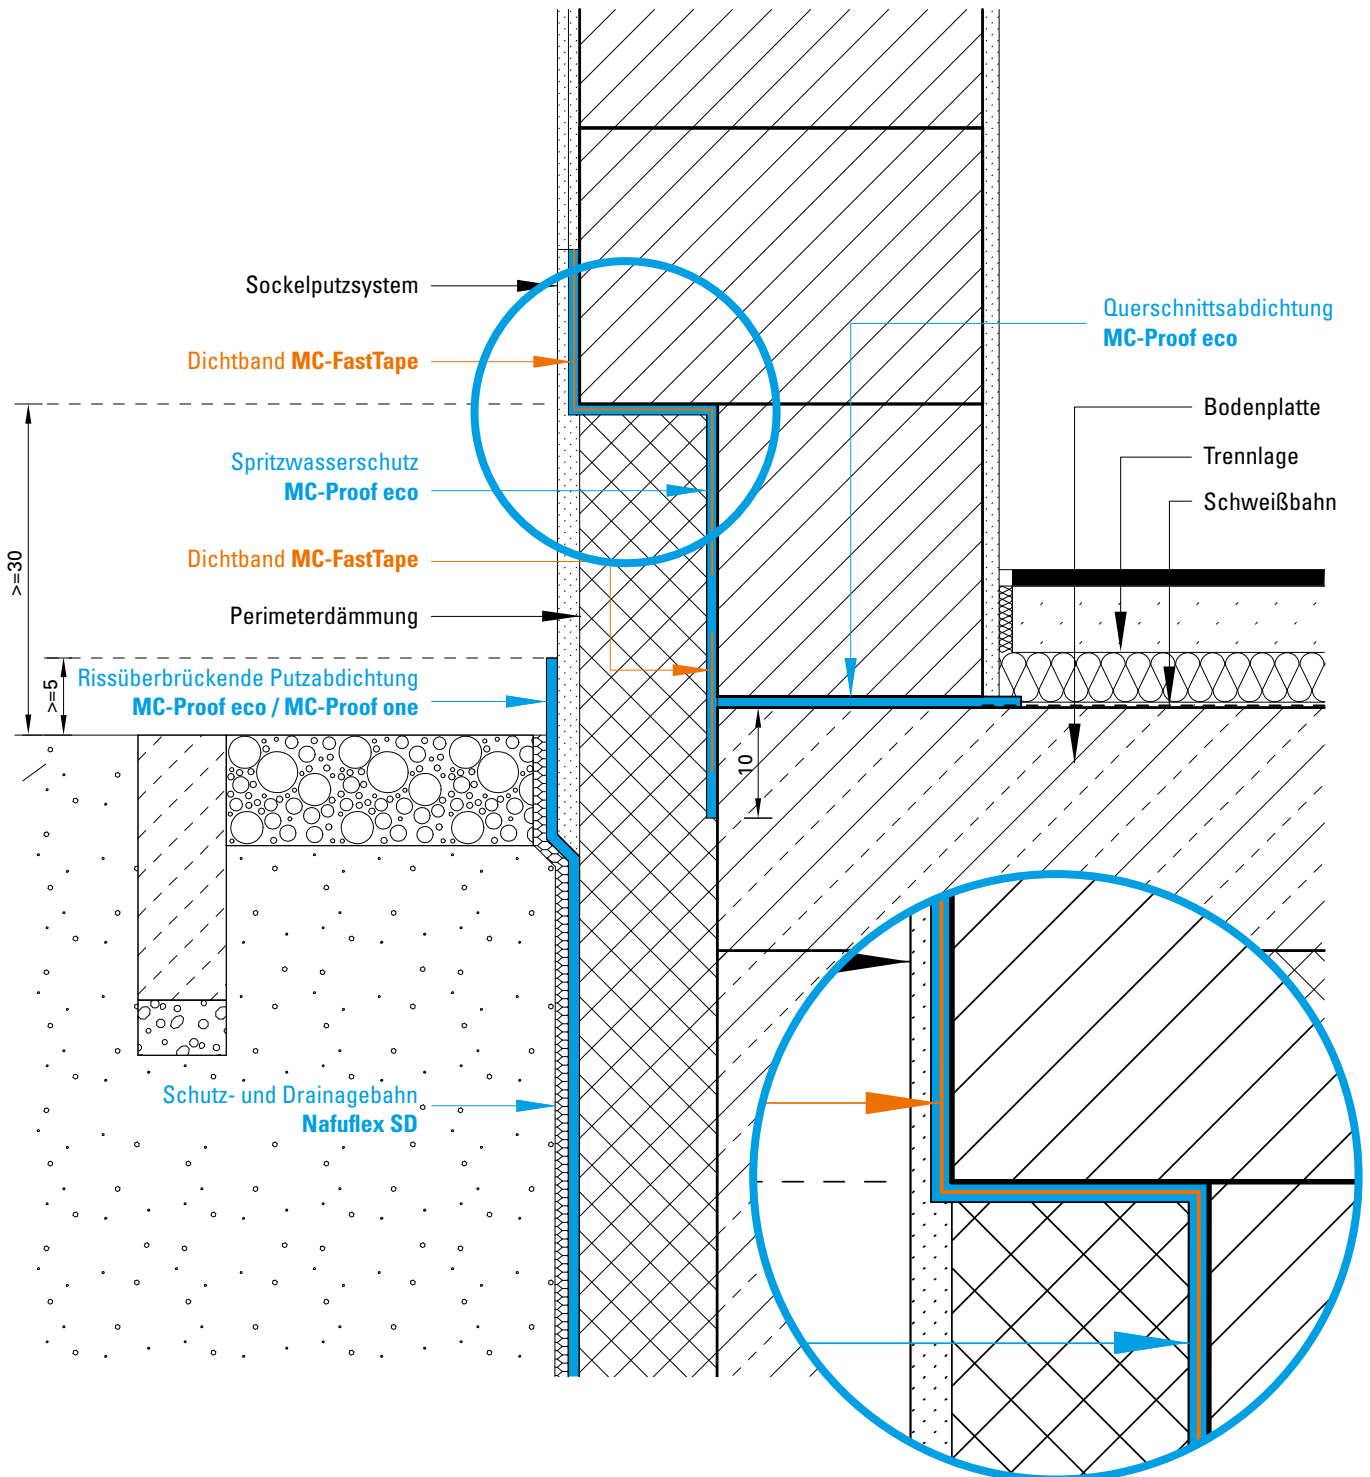 Sockelputzsystem
Dichtband MC-FastTape
Spritzwasserschutz
MC-Proof eco
Dichtband MC-FastTape
Perimeterdämmung
Rissüberbrückende Putzabdichtung
MC-Proof eco / MC-Proof one
>=30
>=5
Schutz- und Drainagebahn
Nafuflex SD
10
Querschnittsabdichtung
MC-Proof eco
Bodenplatte
Trennlage
Schweißbahn